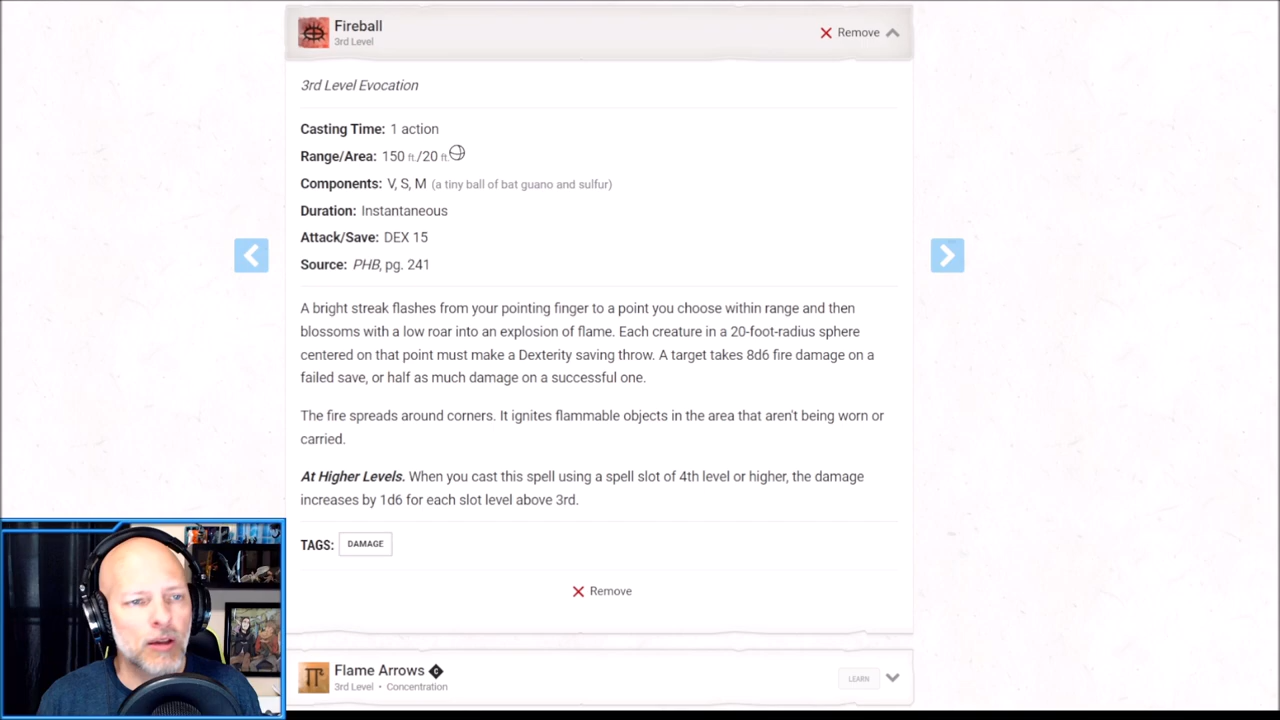 Fireball
3rd Level
Remove
3rd Level Evocation
Casting Time: 1 action
Range/Area: 150 ft./20 ft.
Components: V, S, M (a tiny ball of bat guano and sulfur)
Duration: Instantaneous
Attack/Save: DEX 15
Source: PHB, pg. 241
A bright streak flashes from your pointing finger to a point you choose within range and then
blossoms with a low roar into an explosion of flame. Each creature in a 20-foot-radius sphere
centered on that point must make a Dexterity saving throw. A target takes 8d6 fire damage on a
failed save, or half as much damage on a successful one.
The fire spreads around corners. It ignites flammable objects in the area that aren't being worn or
carried.
At Higher Levels. When you cast this spell using a spell slot of 4th level or higher, the damage
increases by 1d6 for each slot level above 3rd.
TAGS: DAMAGE
Remove
Flame Arrows C
3rd Level • Concentration
LEARN